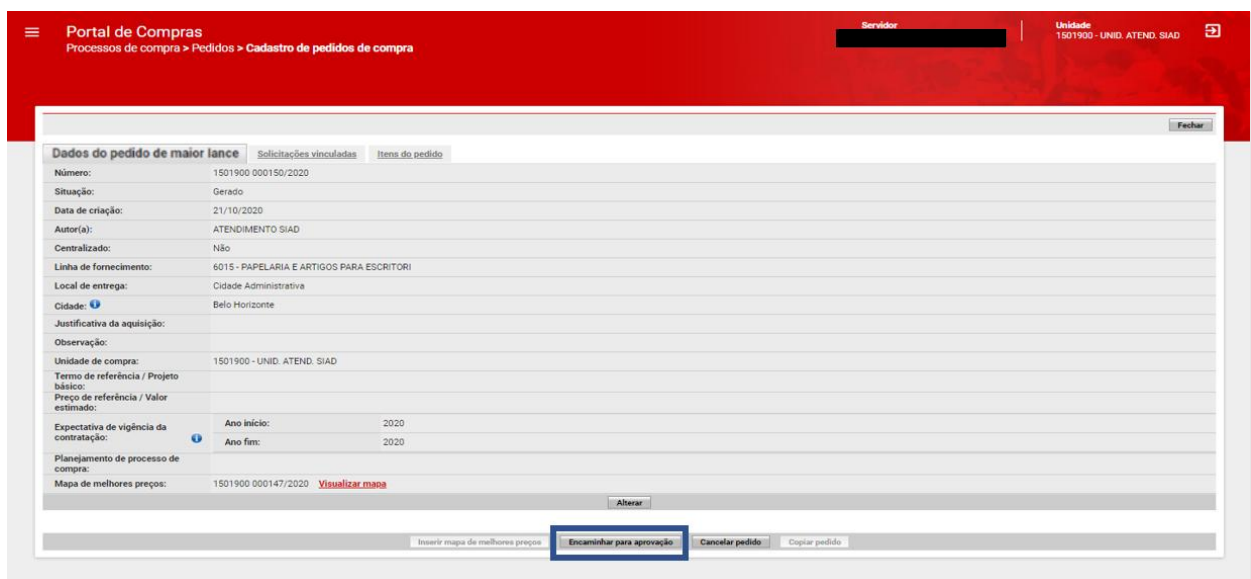 Portal de Compras
Processos de compra > Pedidos > Cadastro de pedidos de compra
Servidor
Unidade
1501900 - UNID. ATEND. SIAD
Fechar
Dados do pedido de maior lance Solicitações vinculadas Itens do pedido
Número: 1501900 000150/2020
Situação: Gerado
Data de criação: 21/10/2020
Autor(a): ATENDIMENTO SIAD
Centralizado: Não
Linha de fornecimento: 6015 - PAPELARIA E ARTIGOS PARA ESCRITORI
Local de entrega: Cidade Administrativa
Cidade: Belo Horizonte
Justificativa da aquisição:
Observação:
Unidade de compra: 1501900 - UNID. ATEND. SIAD
Termo de referência / Projeto
básico:
Preço de referência / Valor
estimado:
Expectativa de vigência da
contratação:
Ano início: 2020
Ano fim: 2020
Planejamento de processo de
compra:
Mapa de melhores preços: 1501900 000147/2020 Visualizar mapa
Alterar
Inserir mapa de melhores preços Encaminhar para aprovação Cancelar pedido Copiar pedido